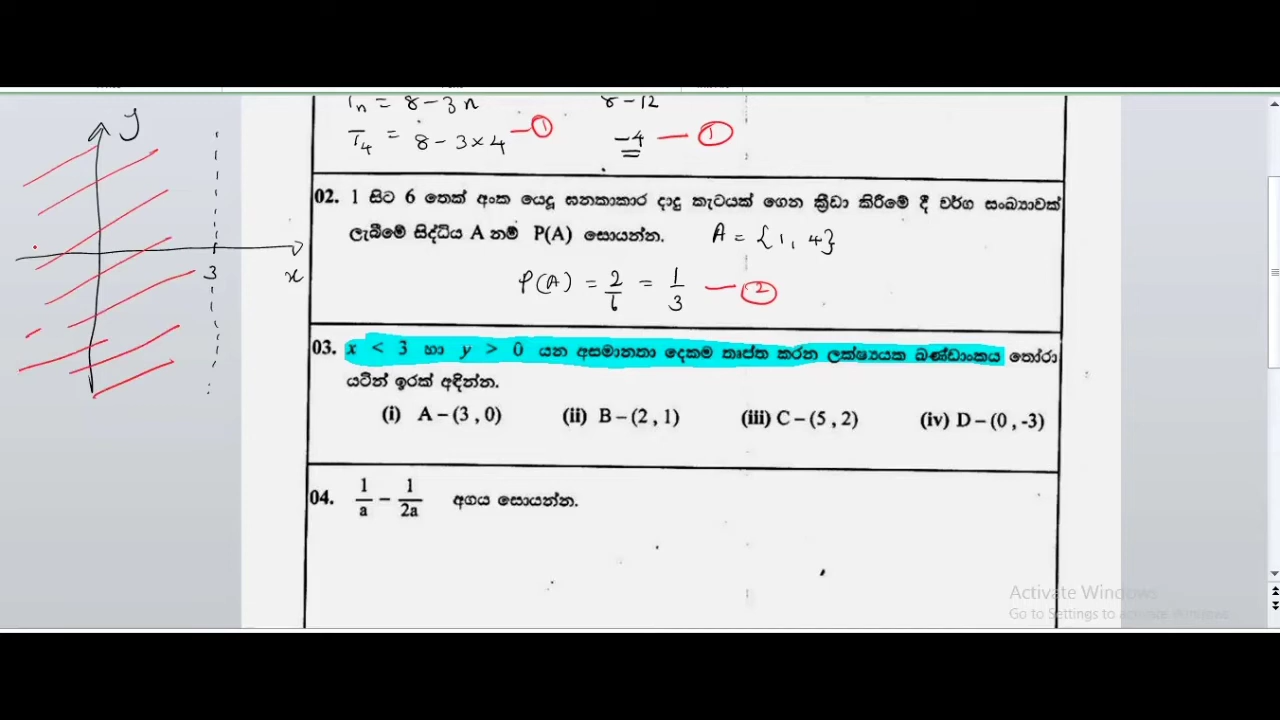 Tn = 8 – 3n 8 – 12
T4 = 8 – 3 × 4 — 1 –4 — 1
y
3
x
02. 1 සිට 6 තෙක් අංක යෙදූ ඝනකාකාර දාදු කැටයක් ගෙන ක්‍රීඩා කිරීමේ දී වර්ග සංඛ්‍යාවක්
ලැබීමේ සිද්ධිය A නම් P(A) සොයන්න. A = {1, 4}
P(A) = 2/6 = 1/3 — 2
03. x < 3 හා y > 0 යන අසමානතා දෙකම තෘප්ත කරන ලක්ෂ්‍යයක ඛණ්ඩාංකය තෝරා
යටින් ඉරක් අඳින්න.
(i) A – (3 , 0) (ii) B – (2 , 1) (iii) C – (5 , 2) (iv) D – (0 , -3)
04. 1/a – 1/2a අගය සොයන්න.
Activate Windows
Go to Settings to activate Windows.